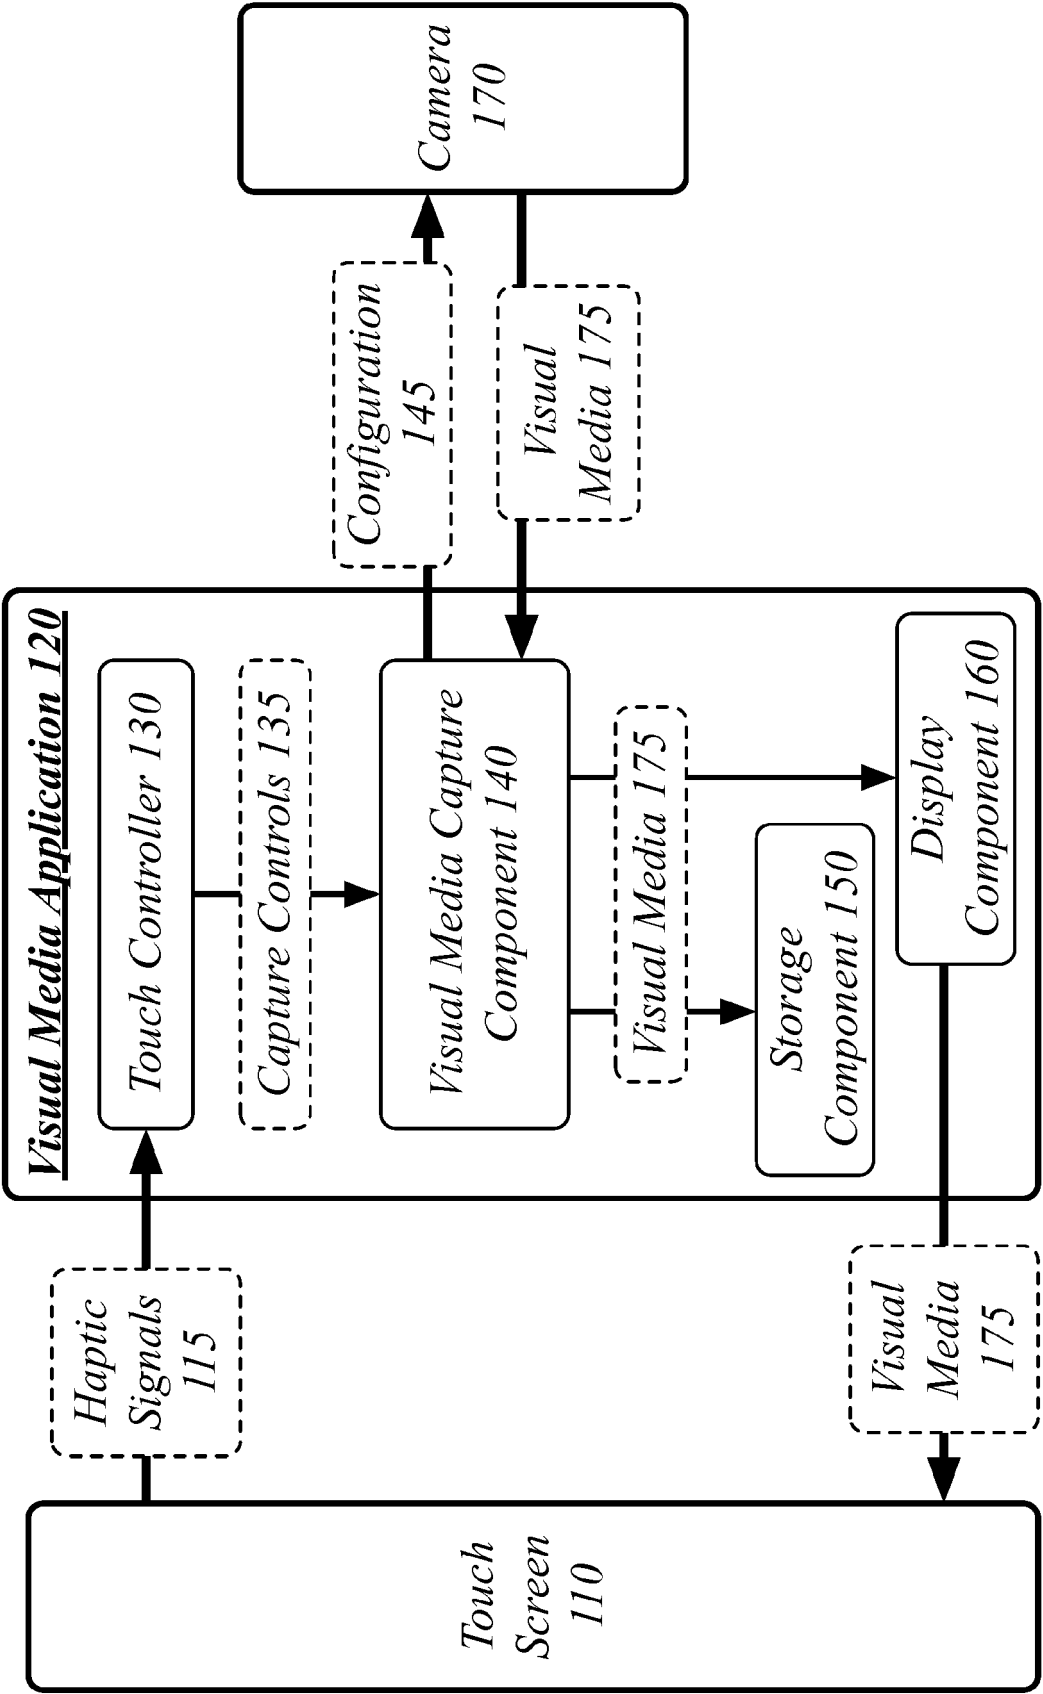 Visual Media Application 120
Touch
Screen
110
Haptic
Signals
115
Touch Controller 130
Capture Controls 135
Visual Media Capture
Component 140
Configuration
145
Camera
170
Visual
Media 175
Visual Media 175
Storage
Component 150
Display
Component 160
Visual
Media
175